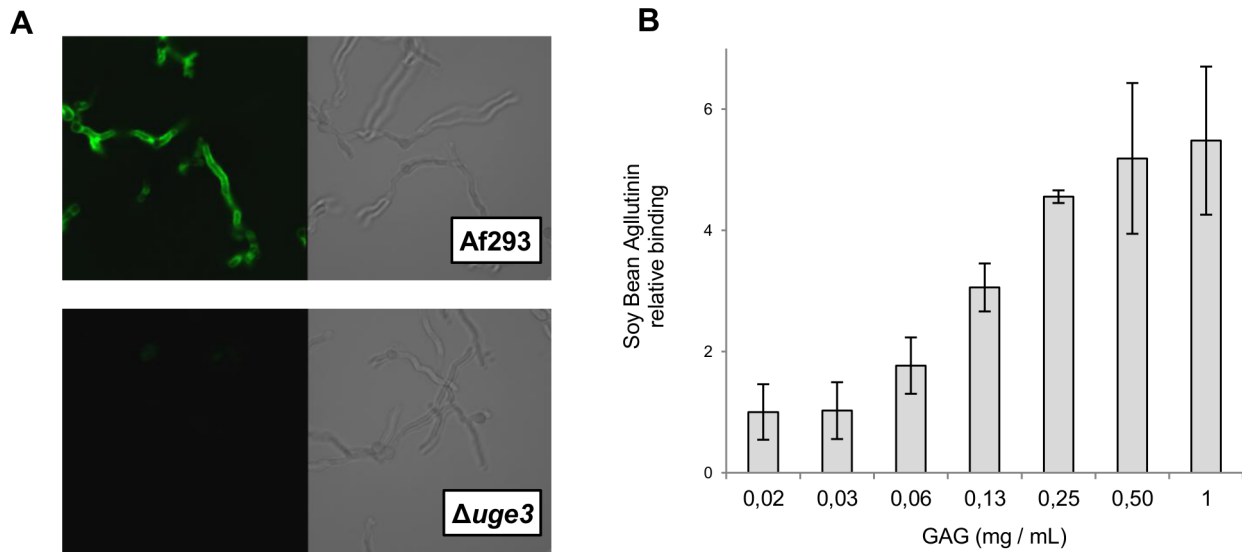 A
Af293
Δuge3
B
Soy Bean Agllutinin
relative binding
6
4
2
0
0,02 0,03 0,06 0,13 0,25 0,50 1
GAG (mg / mL)